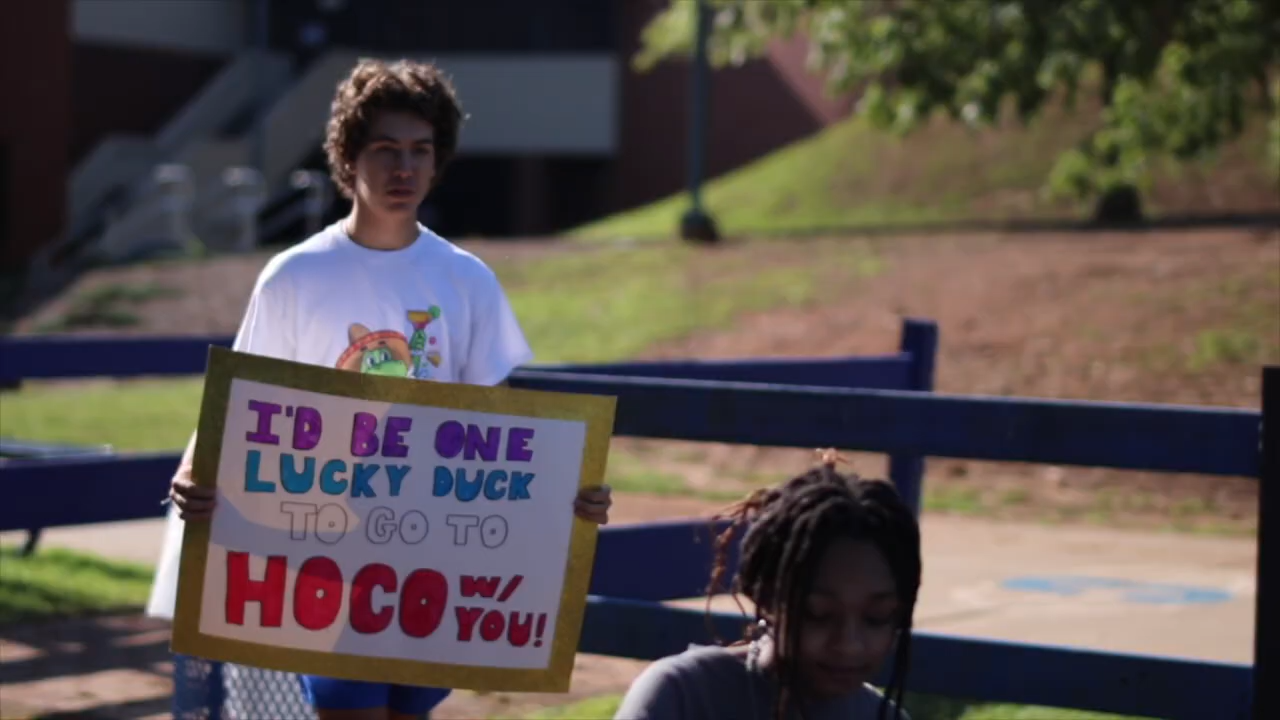 I'D BE ONE
LUCKY DUCK
TO GO TO
HOCO W/
YOU!